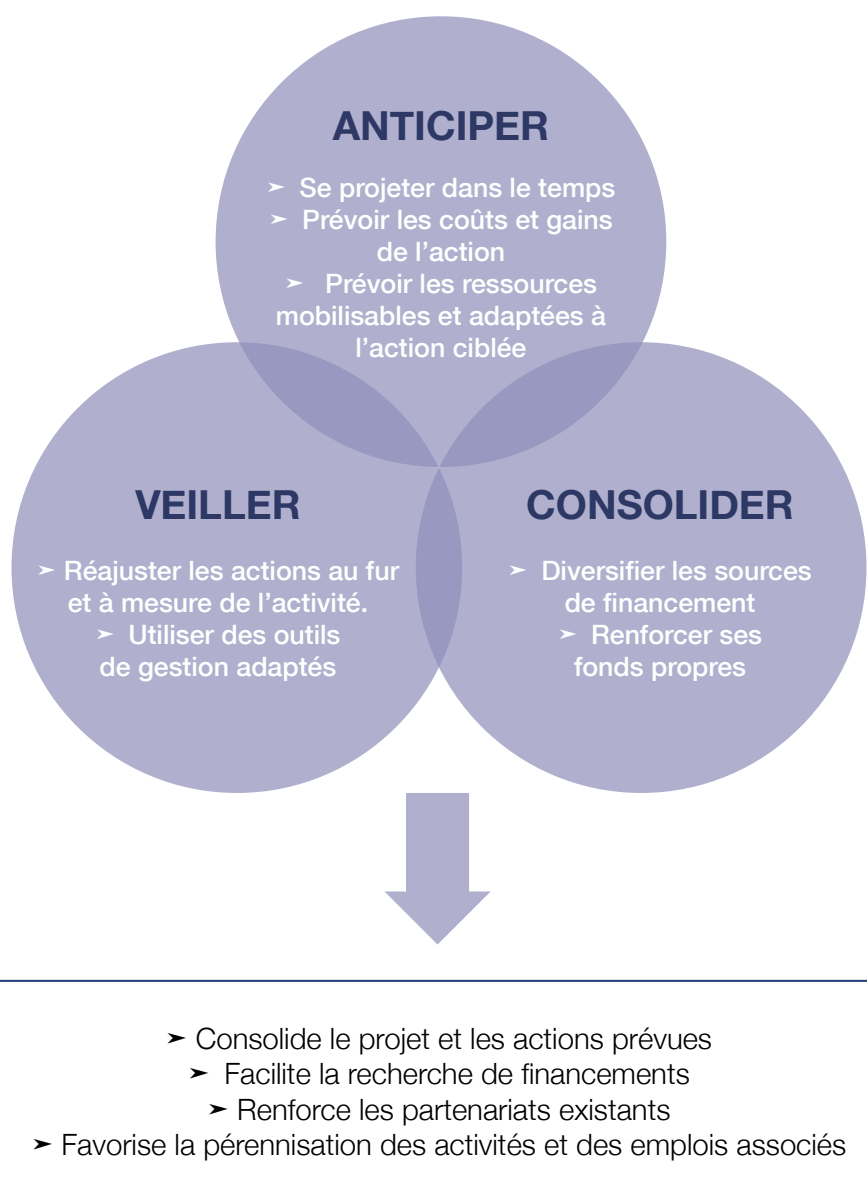 ANTICIPER
➣ Se projeter dans le temps
➣ Prévoir les coûts et gains
de l’action
➣ Prévoir les ressources
mobilisables et adaptées à
l’action ciblée
VEILLER
➣ Réajuster les actions au fur
et à mesure de l’activité.
➣ Utiliser des outils
de gestion adaptés
CONSOLIDER
➣ Diversifier les sources
de financement
➣ Renforcer ses
fonds propres
➣ Consolide le projet et les actions prévues
➣ Facilite la recherche de financements
➣ Renforce les partenariats existants
➣ Favorise la pérennisation des activités et des emplois associés